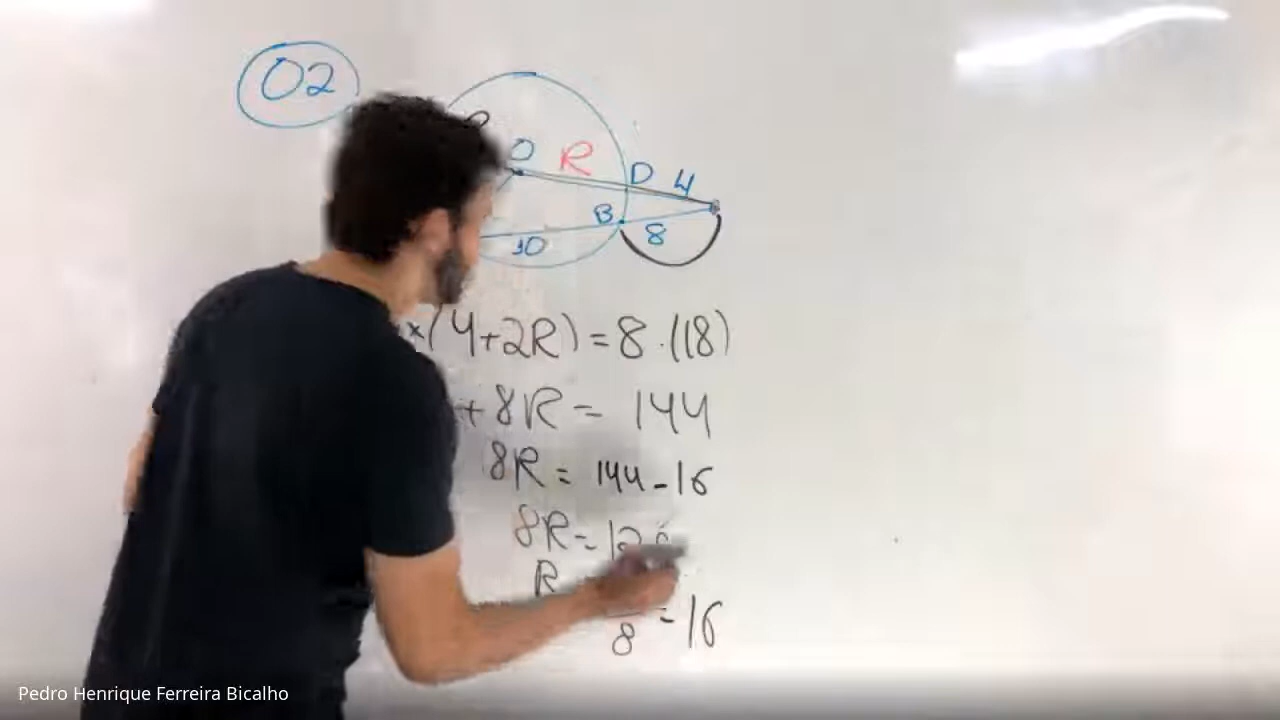 02
O R D 4
B
10 8
×(4+2R)=8.(18)
+8R= 144
8R= 144-16
8R=
R
8 =16
Pedro Henrique Ferreira Bicalho